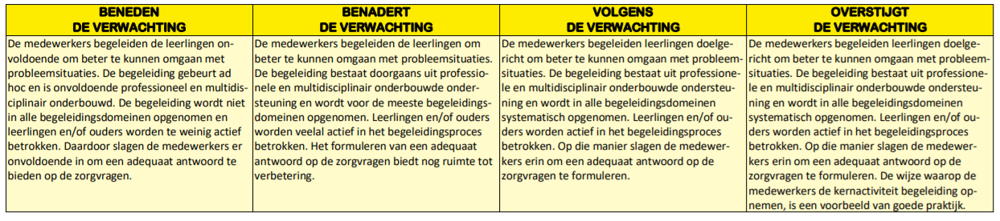 BENEDEN
DE VERWACHTING
De medewerkers begeleiden de leerlingen on-
voldoende om beter te kunnen omgaan met
probleemsituaties. De begeleiding gebeurt ad
hoc en is onvoldoende professioneel en multidis-
ciplinair onderbouwd. De begeleiding wordt niet
in alle begeleidingsdomeinen opgenomen en
leerlingen en/of ouders worden te weinig actief
betrokken. Daardoor slagen de medewerkers er
onvoldoende in om een adequaat antwoord te
bieden op de zorgvragen.
BENADERT
DE VERWACHTING
De medewerkers begeleiden de leerlingen om
beter te kunnen omgaan met probleemsituaties.
De begeleiding bestaat doorgaans uit professio-
nele en multidisciplinair onderbouwde onder-
steuning en wordt voor de meeste begeleidings-
domeinen opgenomen. Leerlingen en/of ouders
worden veelal actief in het begeleidingsproces
betrokken. Het formuleren van een adequaat
antwoord op de zorgvragen biedt nog ruimte tot
verbetering.
VOLGENS
DE VERWACHTING
De medewerkers begeleiden leerlingen doelge-
richt om beter te kunnen omgaan met probleem-
situaties. De begeleiding bestaat uit professione-
le en multidisciplinair onderbouwde ondersteu-
ning en wordt in alle begeleidingsdomeinen
systematisch opgenomen. Leerlingen en/of ou-
ders worden actief in het begeleidingsproces
betrokken. Op die manier slagen de medewer-
kers erin om een adequaat antwoord op de
zorgvragen te formuleren.
OVERSTIJGT
DE VERWACHTING
De medewerkers begeleiden leerlingen doelge-
richt om beter te kunnen omgaan met probleem-
situaties. De begeleiding bestaat uit professione-
le en multidisciplinair onderbouwde ondersteu-
ning en wordt in alle begeleidingsdomeinen
systematisch opgenomen. Leerlingen en/of ou-
ders worden actief in het begeleidingsproces
betrokken. Op die manier slagen de medewer-
kers erin om een adequaat antwoord op de
zorgvragen te formuleren. De wijze waarop de
medewerkers de kernactiviteit begeleiding op-
nemen, is een voorbeeld van goede praktijk.